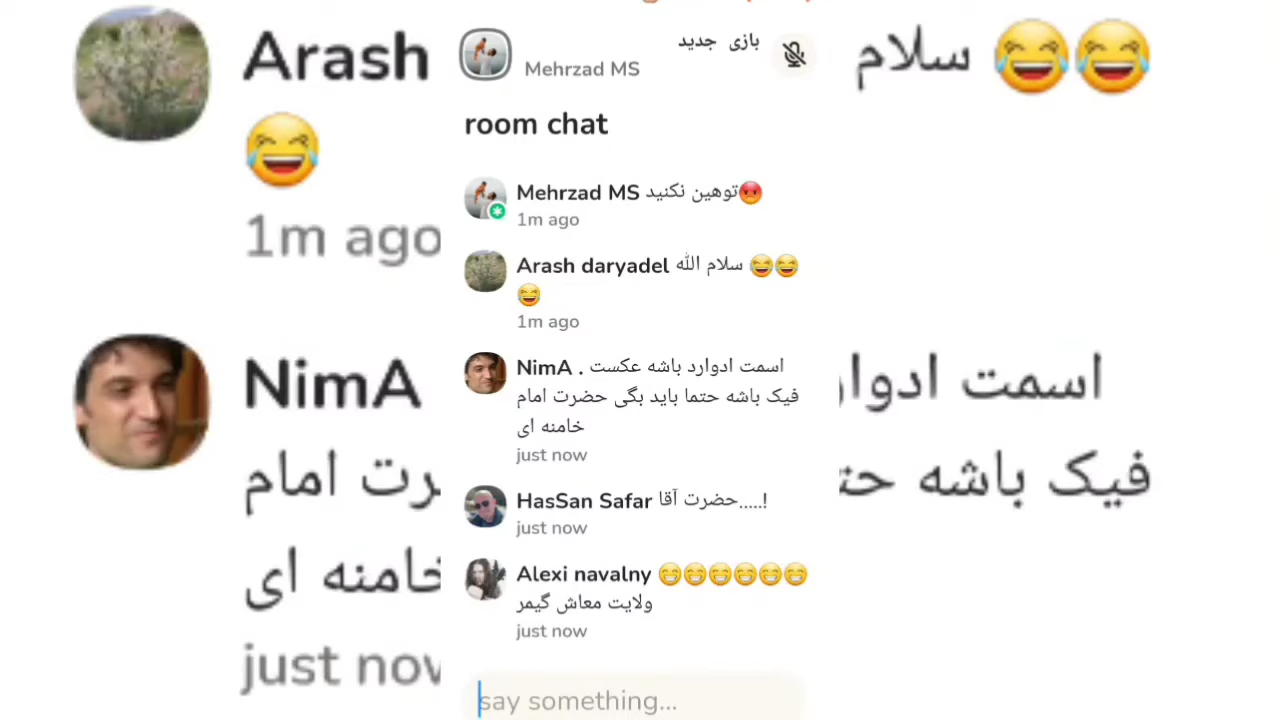 Mehrzad MS
بازی جدید
room chat
Mehrzad MS توهین نکنید😡
1m ago
Arash daryadel سلام الله 😂😂
😂
1m ago
NimA . اسمت ادوارد باشه عکست
فیک باشه حتما باید بگی حضرت امام
خامنه ای
just now
HasSan Safar حضرت آقا.....!
just now
Alexi navalny 😁😁😁😁😁😁
ولایت معاش گیمر
just now
say something...
Arash
سلام 😂😂
😂
1m ago
NimA
اسمت ادوار
فیک باشه حت
رت امام
خامنه ای
just now